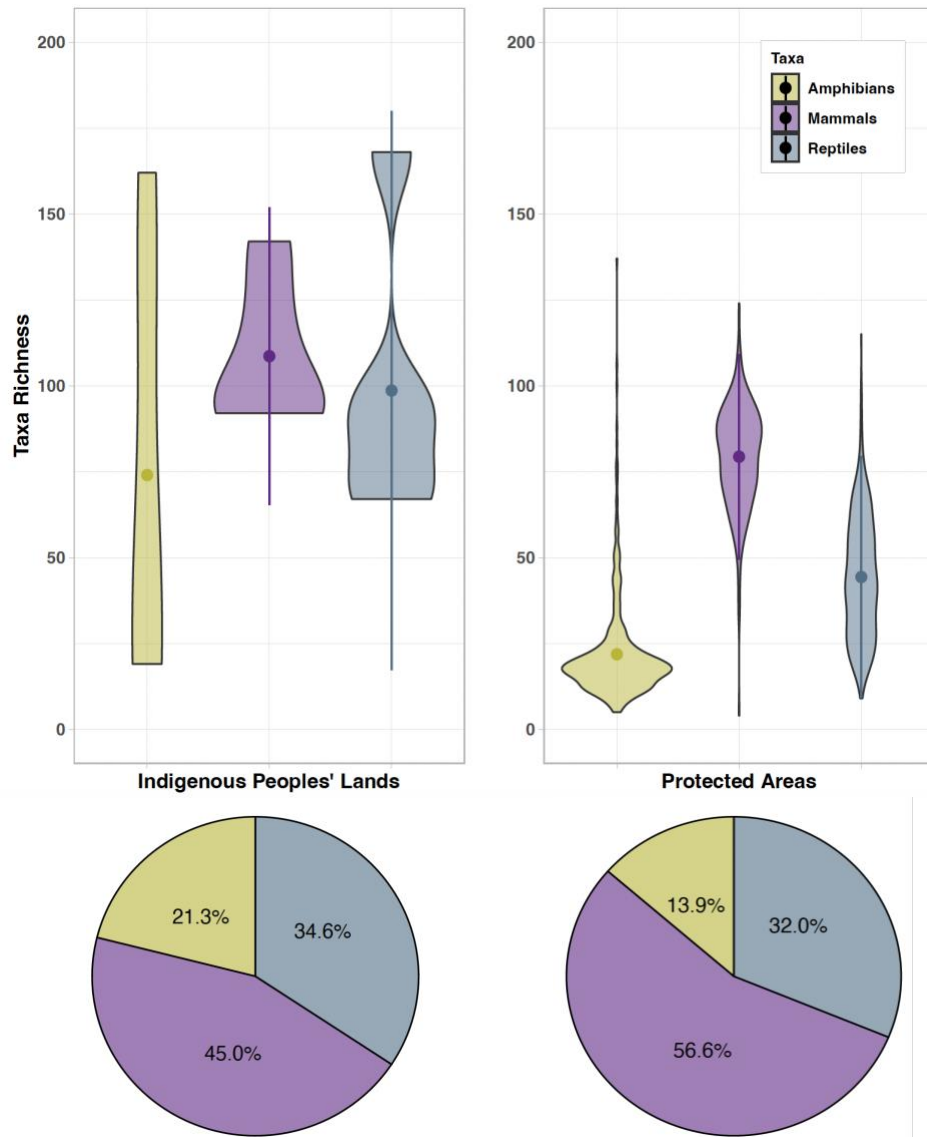 200
150
100
50
0
Taxa Richness
Indigenous Peoples' Lands
200
150
100
50
0
Taxa
Amphibians
Mammals
Reptiles
Protected Areas
21.3%
34.6%
45.0%
13.9%
32.0%
56.6%